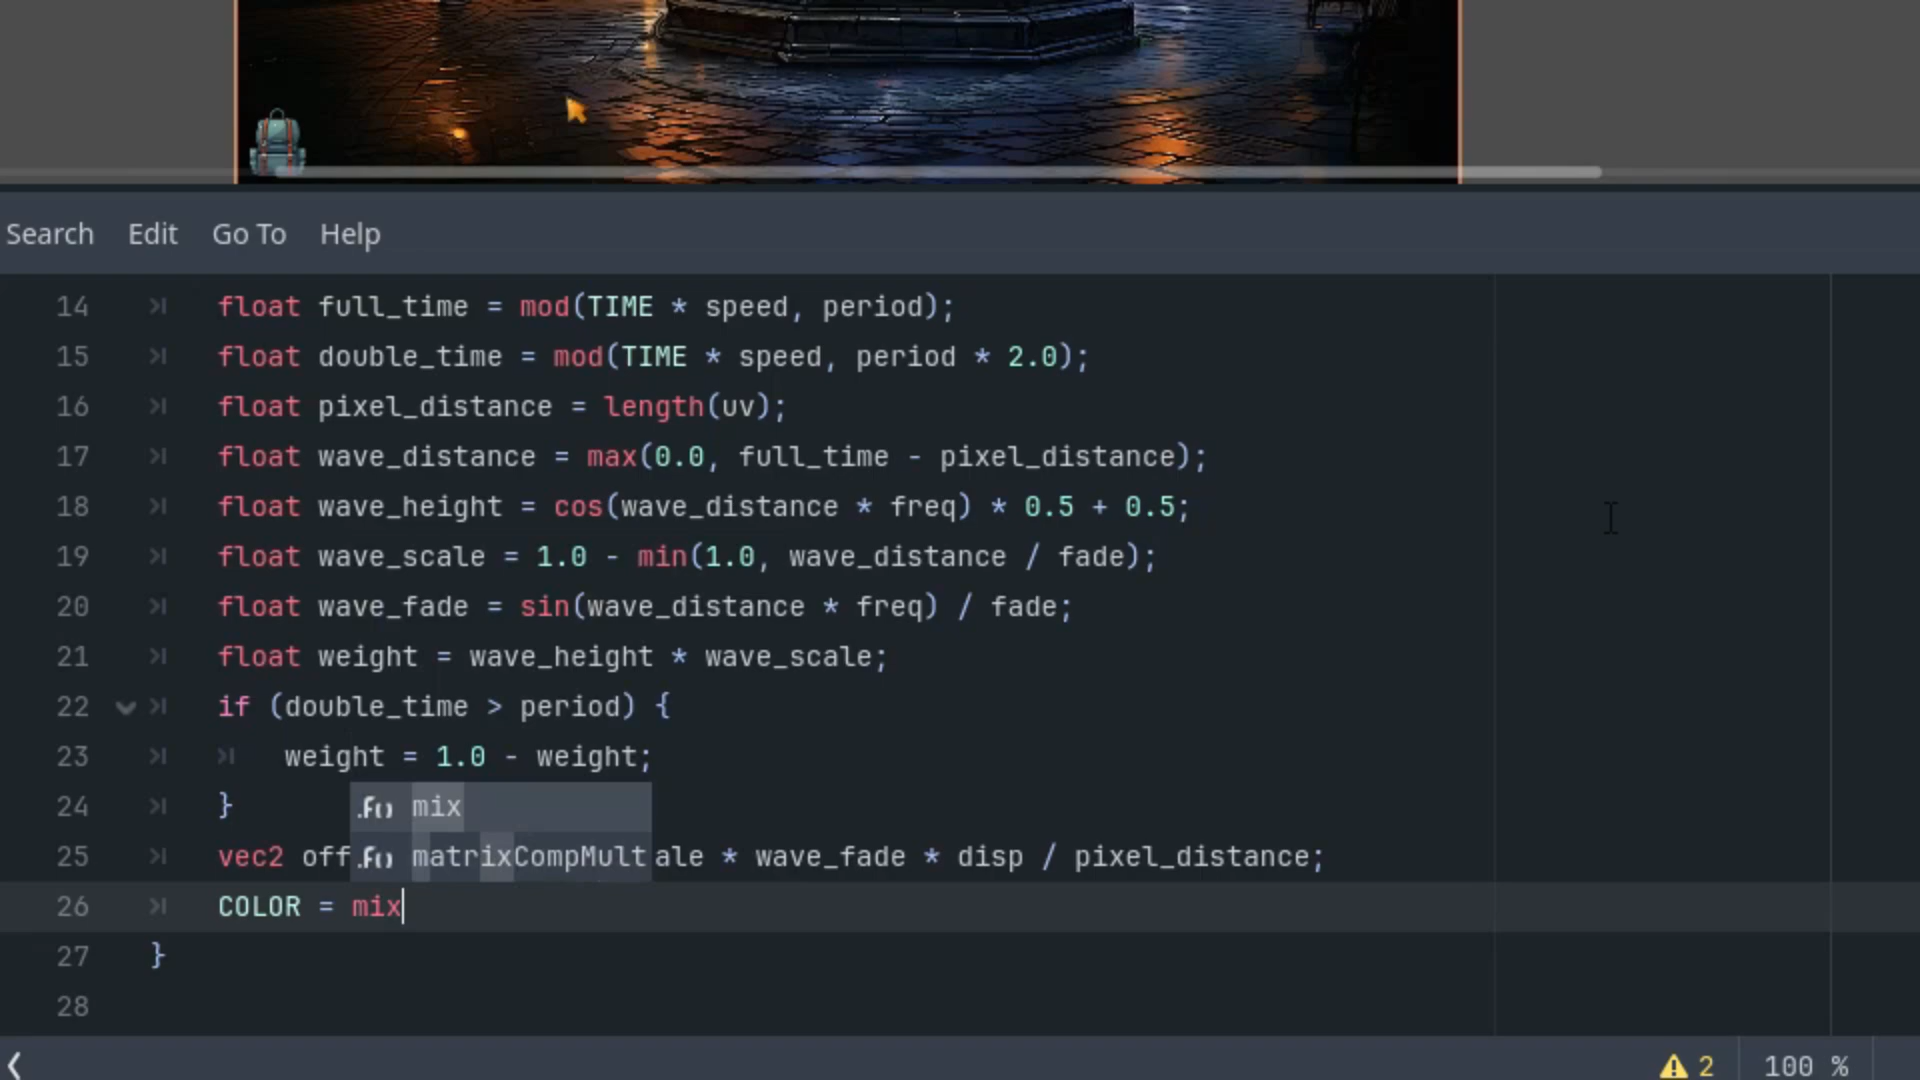 Search Edit Go To Help
14 float full_time = mod(TIME * speed, period);
15 float double_time = mod(TIME * speed, period * 2.0);
16 float pixel_distance = length(uv);
17 float wave_distance = max(0.0, full_time - pixel_distance);
18 float wave_height = cos(wave_distance * freq) * 0.5 + 0.5;
19 float wave_scale = 1.0 - min(1.0, wave_distance / fade);
20 float wave_fade = sin(wave_distance * freq) / fade;
21 float weight = wave_height * wave_scale;
22 if (double_time > period) {
23 weight = 1.0 - weight;
24 }
.F() mix
25 vec2 off .F() matrixCompMult ale * wave_fade * disp / pixel_distance;
26 COLOR = mix
27 }
28
2 100 %